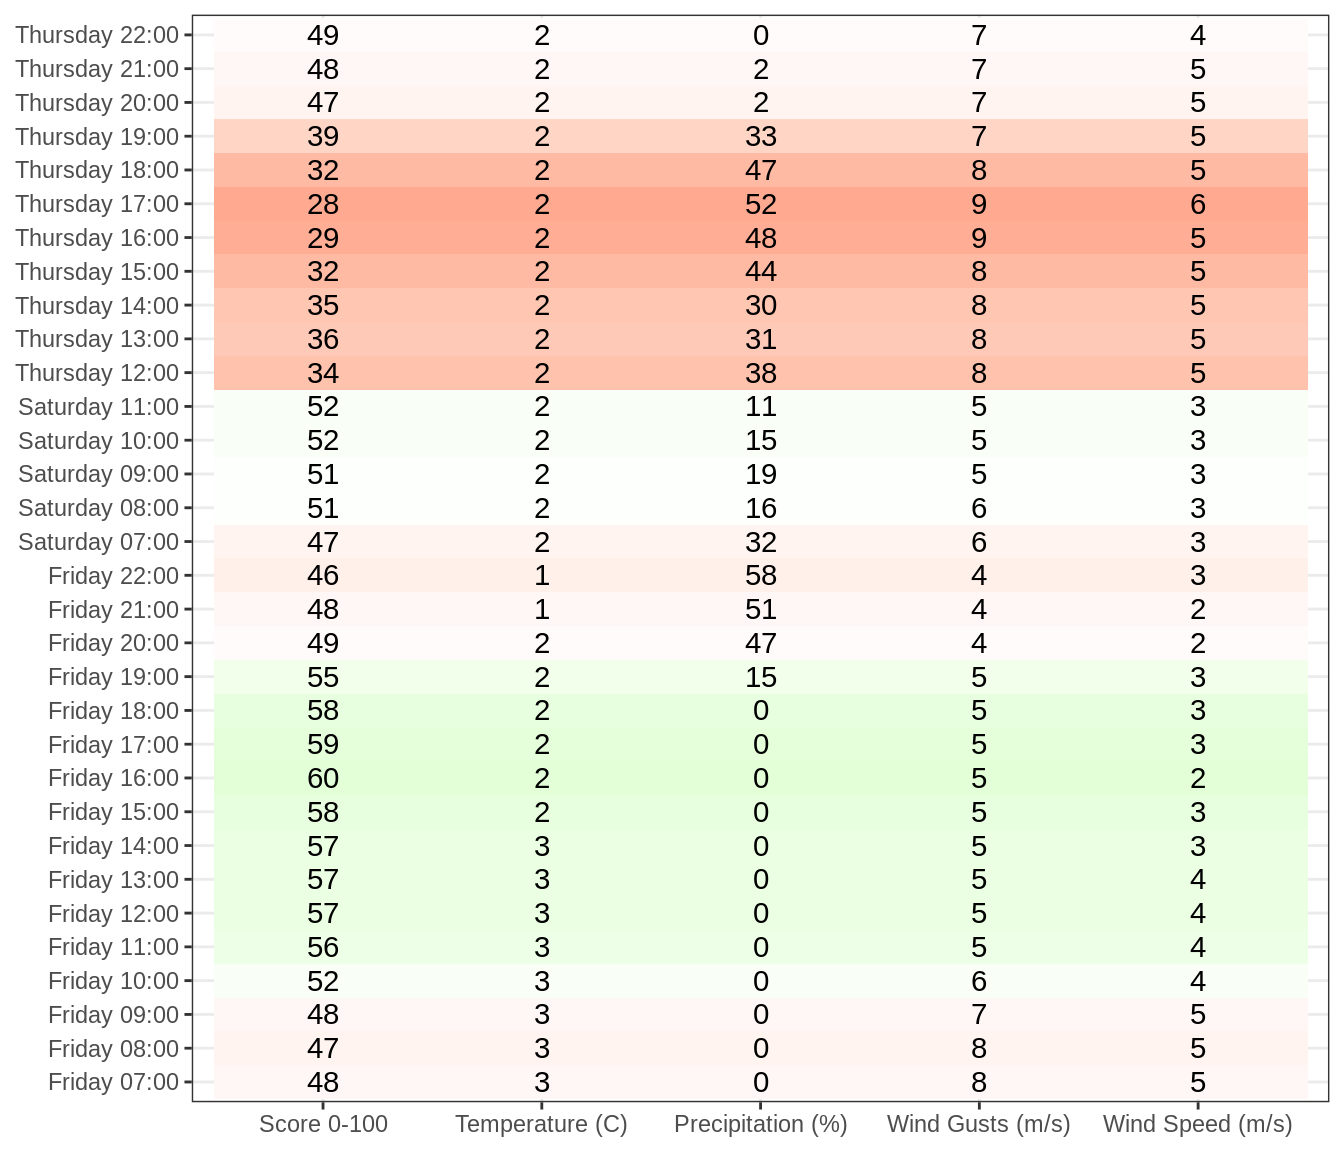 Thursday 22:00 49 2 0 7 4
Thursday 21:00 48 2 2 7 5
Thursday 20:00 47 2 2 7 5
Thursday 19:00 39 2 33 7 5
Thursday 18:00 32 2 47 8 5
Thursday 17:00 28 2 52 9 6
Thursday 16:00 29 2 48 9 5
Thursday 15:00 32 2 44 8 5
Thursday 14:00 35 2 30 8 5
Thursday 13:00 36 2 31 8 5
Thursday 12:00 34 2 38 8 5
Saturday 11:00 52 2 11 5 3
Saturday 10:00 52 2 15 5 3
Saturday 09:00 51 2 19 5 3
Saturday 08:00 51 2 16 6 3
Saturday 07:00 47 2 32 6 3
Friday 22:00 46 1 58 4 3
Friday 21:00 48 1 51 4 2
Friday 20:00 49 2 47 4 2
Friday 19:00 55 2 15 5 3
Friday 18:00 58 2 0 5 3
Friday 17:00 59 2 0 5 3
Friday 16:00 60 2 0 5 2
Friday 15:00 58 2 0 5 3
Friday 14:00 57 3 0 5 3
Friday 13:00 57 3 0 5 4
Friday 12:00 57 3 0 5 4
Friday 11:00 56 3 0 5 4
Friday 10:00 52 3 0 6 4
Friday 09:00 48 3 0 7 5
Friday 08:00 47 3 0 8 5
Friday 07:00 48 3 0 8 5
Score 0-100 Temperature (C) Precipitation (%) Wind Gusts (m/s) Wind Speed (m/s)